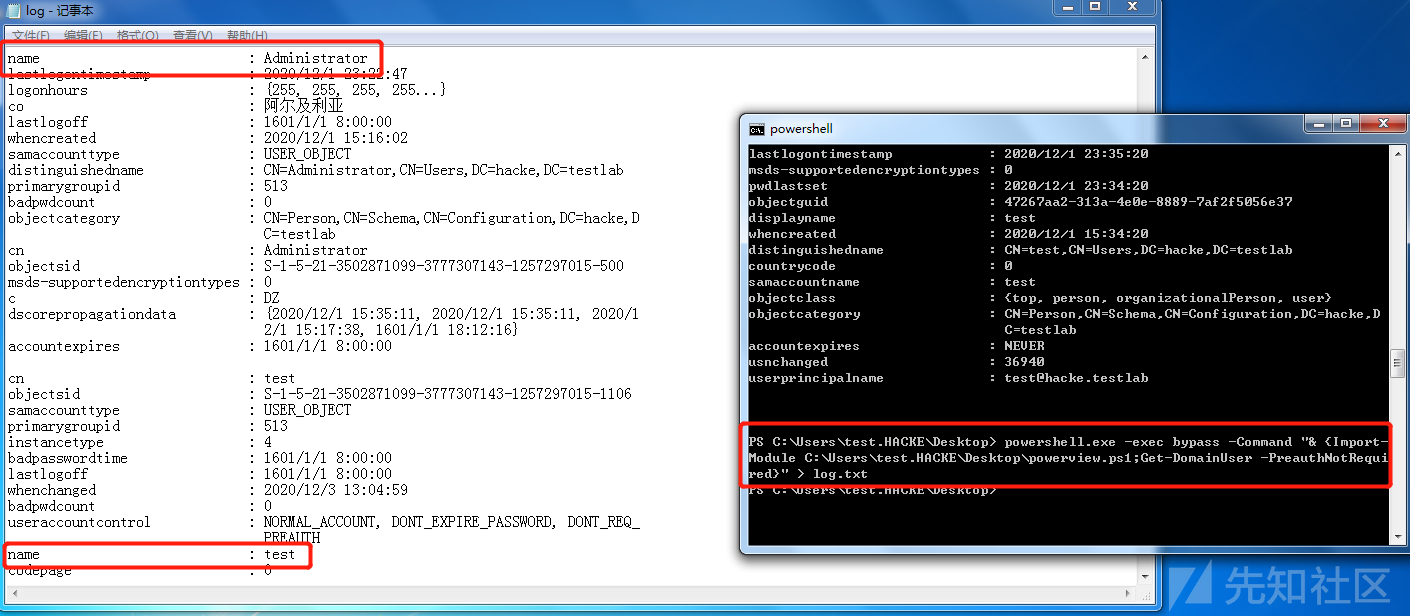 log - 记事本
文件(F) 编辑(E) 格式(O) 查看(V) 帮助(H)
name : Administrator
lastlogontimestamp : 2020/12/1 23:22:47
logonhours : {255, 255, 255, 255...}
co : 阿尔及利亚
lastlogoff : 1601/1/1 8:00:00
whencreated : 2020/12/1 15:16:02
samaccounttype : USER_OBJECT
distinguishedname : CN=Administrator,CN=Users,DC=hacke,DC=testlab
primarygroupid : 513
badpwdcount : 0
objectcategory : CN=Person,CN=Schema,CN=Configuration,DC=hacke,D
C=testlab
cn : Administrator
objectsid : S-1-5-21-3502871099-3777307143-1257297015-500
msds-supportedencryptiontypes : 0
c : DZ
dscorepropagationdata : {2020/12/1 15:35:11, 2020/12/1 15:35:11, 2020/1
2/1 15:17:38, 1601/1/1 18:12:16}
accountexpires : 1601/1/1 8:00:00
cn : test
objectsid : S-1-5-21-3502871099-3777307143-1257297015-1106
samaccounttype : USER_OBJECT
primarygroupid : 513
instancetype : 4
badpasswordtime : 1601/1/1 8:00:00
lastlogoff : 1601/1/1 8:00:00
whenchanged : 2020/12/3 13:04:59
badpwdcount : 0
useraccountcontrol : NORMAL_ACCOUNT, DONT_EXPIRE_PASSWORD, DONT_REQ_
PREAUTH
name : test
codepage : 0
powershell
lastlogontimestamp : 2020/12/1 23:35:20
msds-supportedencryptiontypes : 0
pwdlastset : 2020/12/1 23:34:20
objectguid : 47267aa2-313a-4e0e-8889-7af2f5056e37
displayname : test
whencreated : 2020/12/1 15:34:20
distinguishedname : CN=test,CN=Users,DC=hacke,DC=testlab
countrycode : 0
samaccountname : test
objectclass : {top, person, organizationalPerson, user}
objectcategory : CN=Person,CN=Schema,CN=Configuration,DC=hacke,D
C=testlab
accountexpires : NEVER
usnchanged : 36940
userprincipalname : test@hacke.testlab
PS C:\Users\test.HACKE\Desktop> powershell.exe -exec bypass -Command "& {Import-
Module C:\Users\test.HACKE\Desktop\powerview.ps1;Get-DomainUser -PreauthNotRequi
red}" > log.txt
PS C:\Users\test.HACKE\Desktop>
先知社区